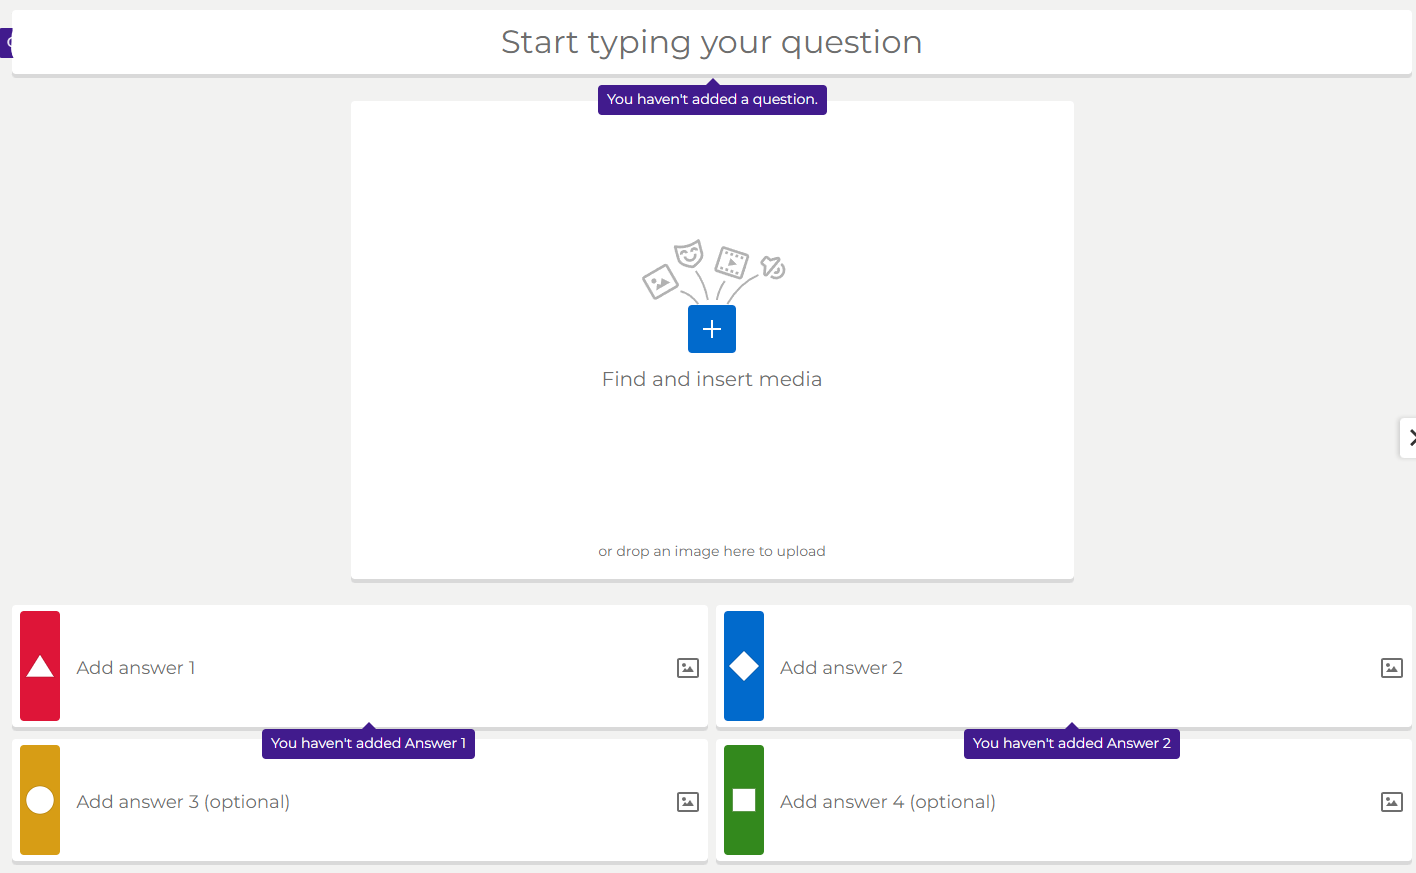 Start typing your question
You haven't added a question.
Find and insert media
or drop an image here to upload
Add answer 1
Add answer 2
You haven't added Answer 1
You haven't added Answer 2
Add answer 3 (optional)
Add answer 4 (optional)